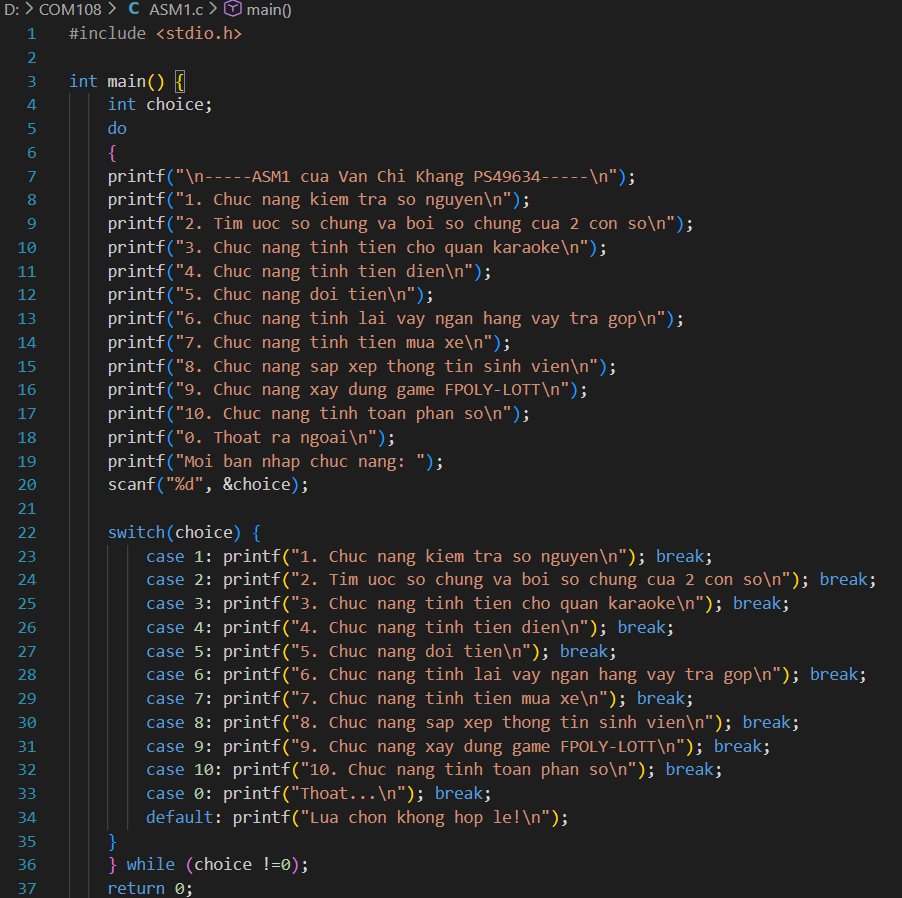 D: > COM108 > C ASM1.c > main()
1 #include <stdio.h>
2
3 int main() {
4     int choice;
5     do
6     {
7     printf("\n-----ASM1 cua Van Chi Khang PS49634-----\n");
8     printf("1. Chuc nang kiem tra so nguyen\n");
9     printf("2. Tim uoc so chung va boi so chung cua 2 con so\n");
10     printf("3. Chuc nang tinh tien cho quan karaoke\n");
11     printf("4. Chuc nang tinh tien dien\n");
12     printf("5. Chuc nang doi tien\n");
13     printf("6. Chuc nang tinh lai vay ngan hang vay tra gop\n");
14     printf("7. Chuc nang tinh tien mua xe\n");
15     printf("8. Chuc nang sap xep thong tin sinh vien\n");
16     printf("9. Chuc nang xay dung game FPOLY-LOTT\n");
17     printf("10. Chuc nang tinh toan phan so\n");
18     printf("0. Thoat ra ngoai\n");
19     printf("Moi ban nhap chuc nang: ");
20     scanf("%d", &choice);
21
22     switch(choice) {
23         case 1: printf("1. Chuc nang kiem tra so nguyen\n"); break;
24         case 2: printf("2. Tim uoc so chung va boi so chung cua 2 con so\n"); break;
25         case 3: printf("3. Chuc nang tinh tien cho quan karaoke\n"); break;
26         case 4: printf("4. Chuc nang tinh tien dien\n"); break;
27         case 5: printf("5. Chuc nang doi tien\n"); break;
28         case 6: printf("6. Chuc nang tinh lai vay ngan hang vay tra gop\n"); break;
29         case 7: printf("7. Chuc nang tinh tien mua xe\n"); break;
30         case 8: printf("8. Chuc nang sap xep thong tin sinh vien\n"); break;
31         case 9: printf("9. Chuc nang xay dung game FPOLY-LOTT\n"); break;
32         case 10: printf("10. Chuc nang tinh toan phan so\n"); break;
33         case 0: printf("Thoat...\n"); break;
34         default: printf("Lua chon khong hop le!\n");
35     }
36     } while (choice !=0);
37     return 0;